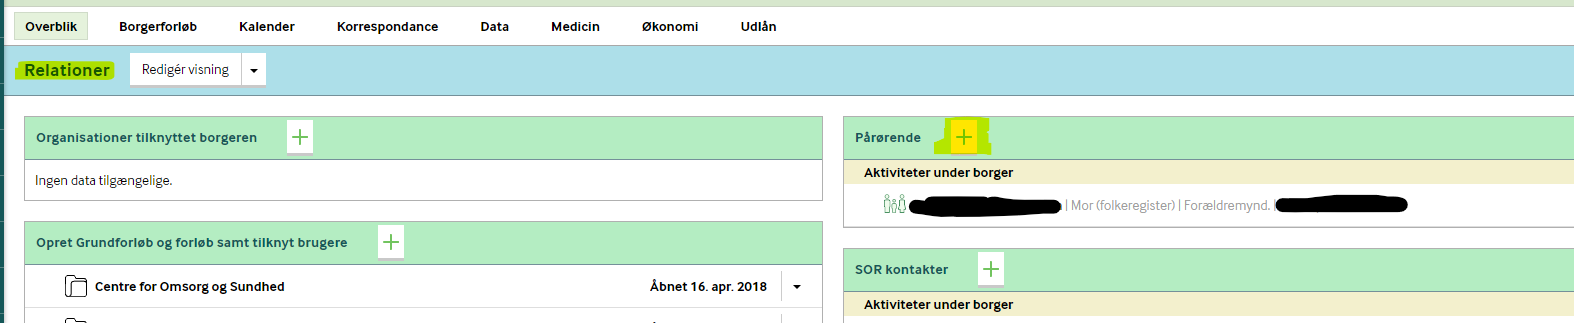 Overblik Borgerforløb Kalender Korrespondance Data Medicin Økonomi Udlån
Relationer Redigér visning
Organisationer tilknyttet borgeren
Ingen data tilgængelige.
Opret Grundforløb og forløb samt tilknyt brugere
Centre for Omsorg og Sundhed Åbnet 16. apr. 2018
Pårørende
Aktiviteter under borger
| Mor (folkeregister) | Forældremynd.
SOR kontakter
Aktiviteter under borger